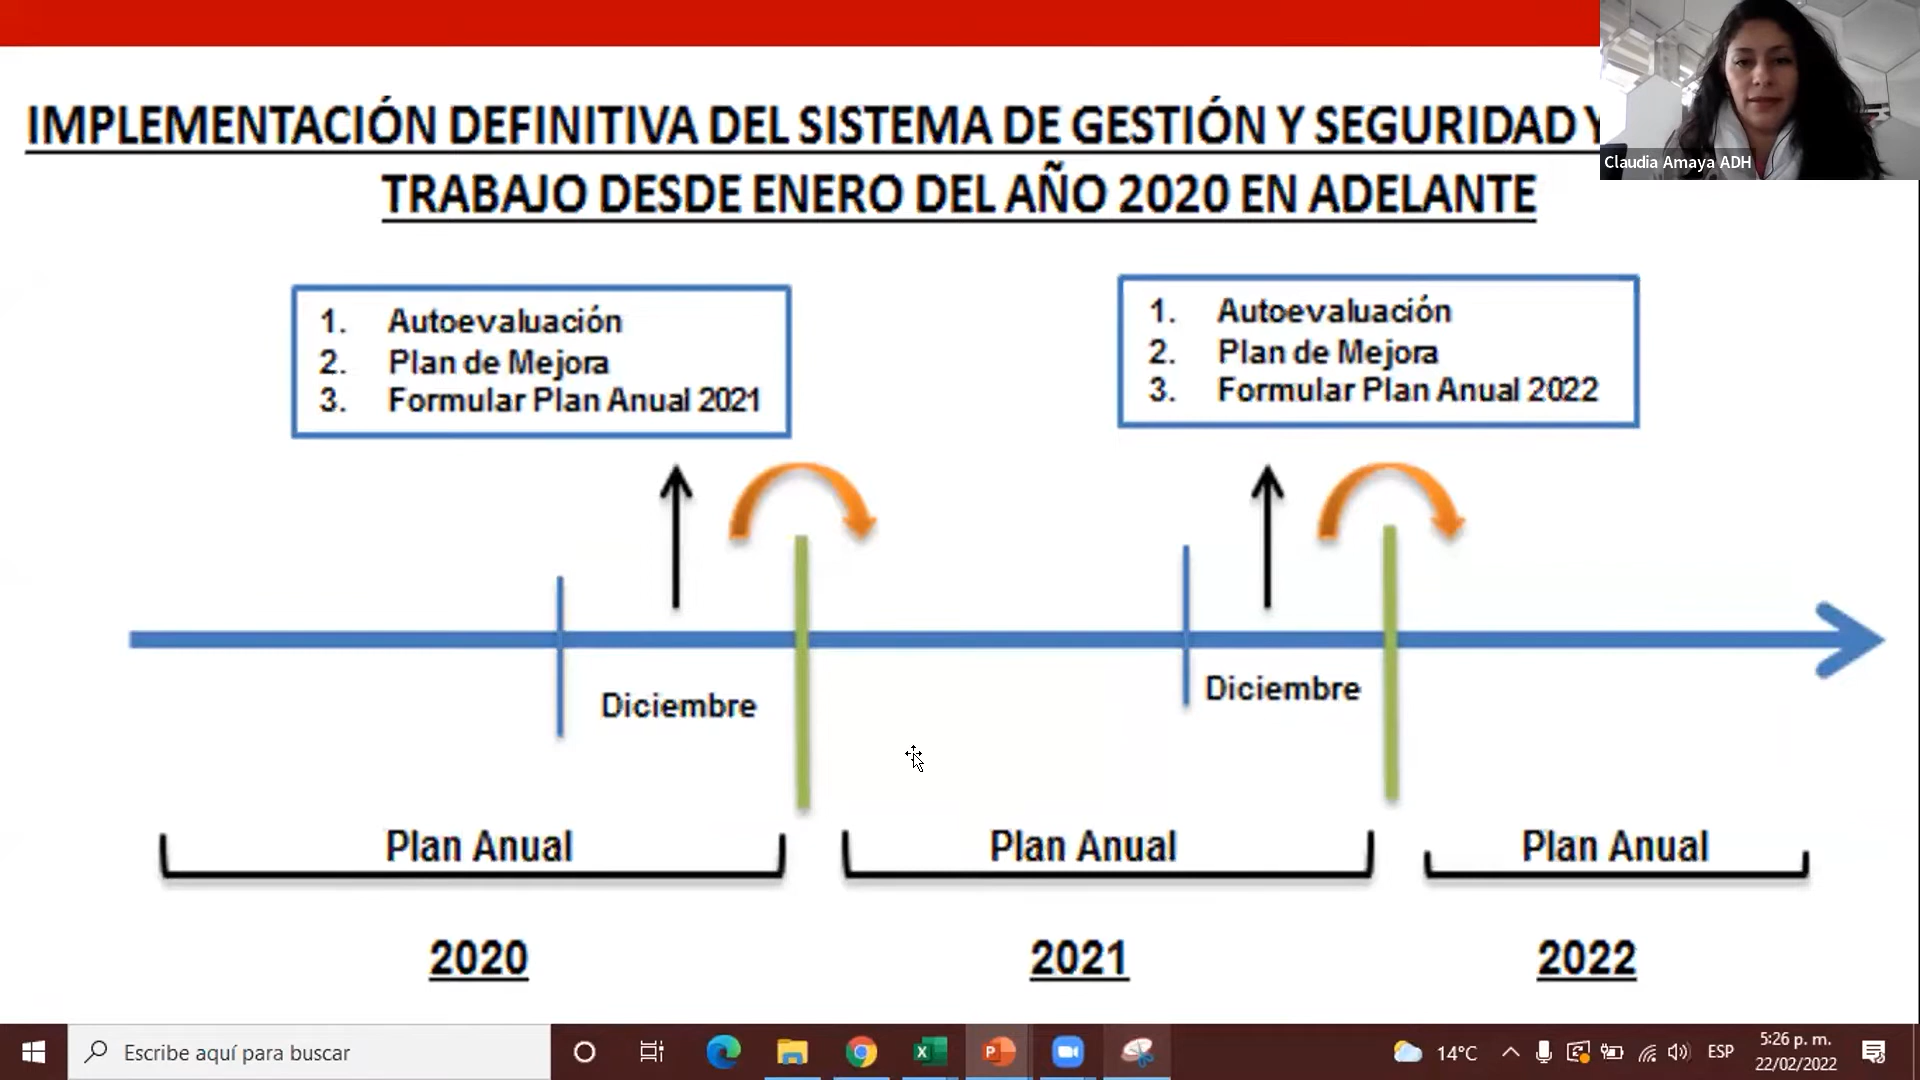 IMPLEMENTACIÓN DEFINITIVA DEL SISTEMA DE GESTIÓN Y SEGURIDAD Y
TRABAJO DESDE ENERO DEL AÑO 2020 EN ADELANTE
Claudia Amaya ADH
1. Autoevaluación
2. Plan de Mejora
3. Formular Plan Anual 2021
1. Autoevaluación
2. Plan de Mejora
3. Formular Plan Anual 2022
Diciembre
Diciembre
Plan Anual
Plan Anual
Plan Anual
2020
2021
2022
Escribe aquí para buscar
14°C
ESP
5:26 p. m.
22/02/2022